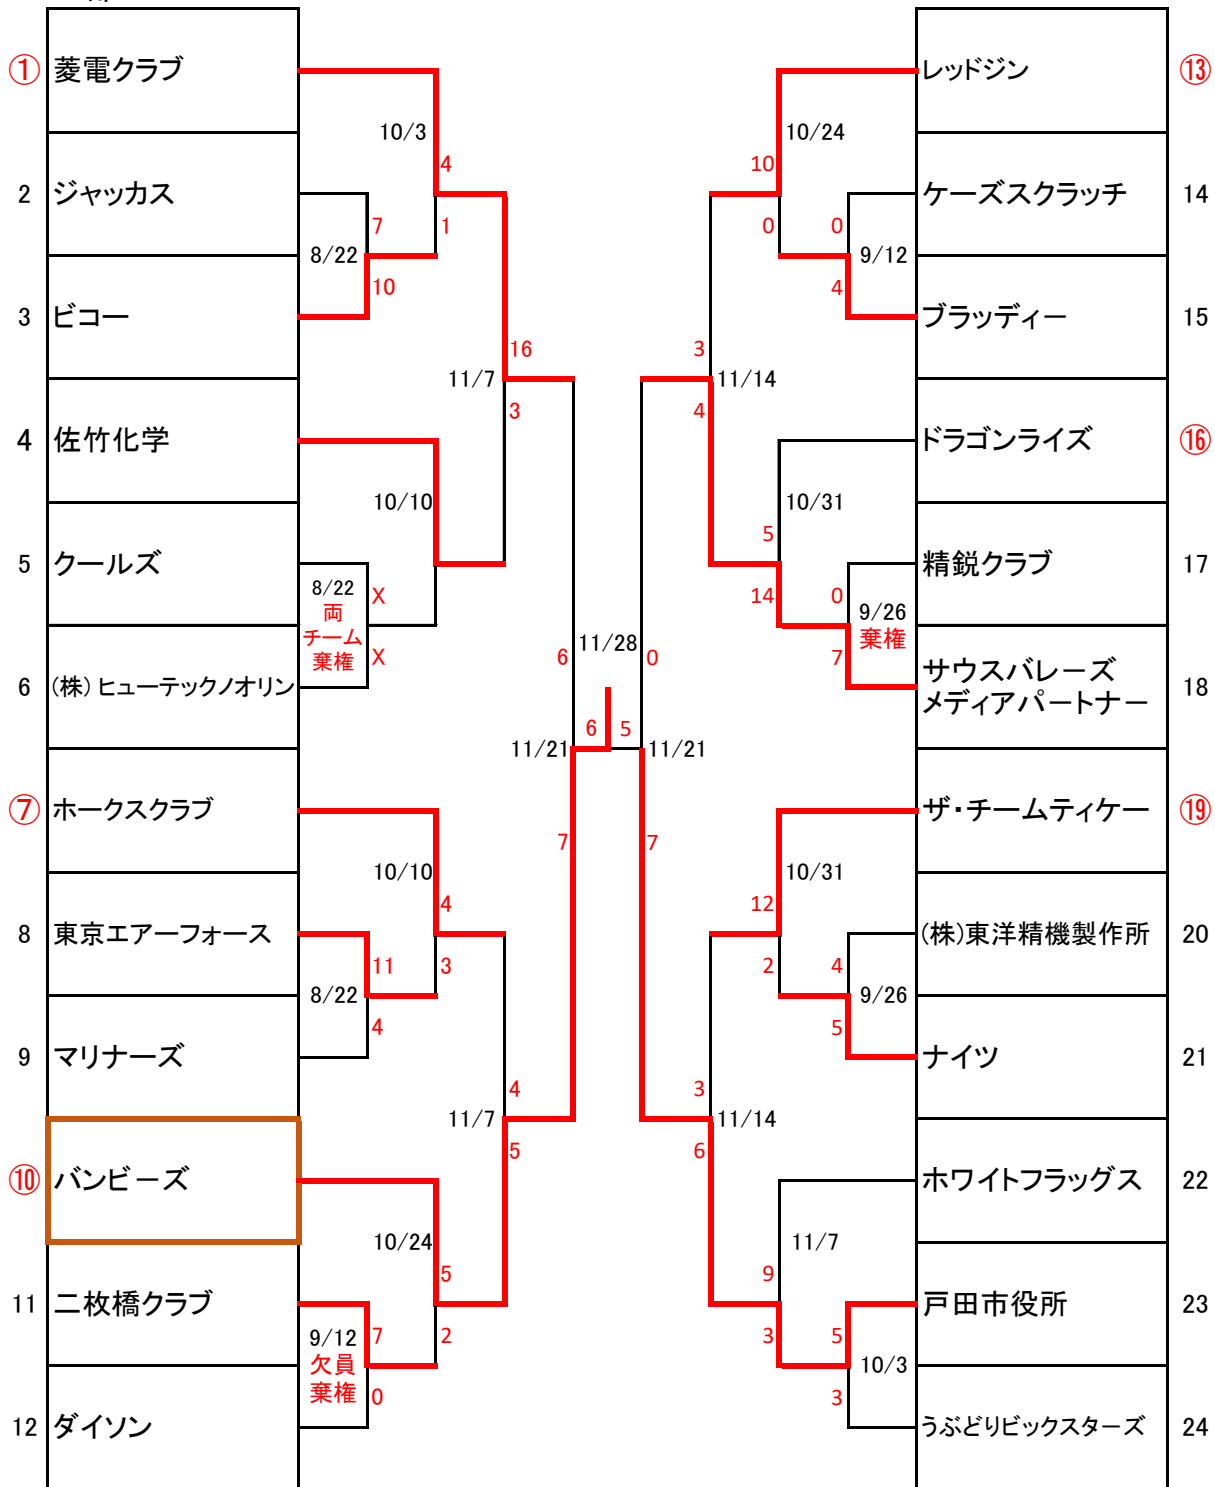 ① 菱電クラブ
2 ジャッカス
3 ビコー
4 佐竹化学
5 クールズ
6 (株)ヒューテックノオリン
⑦ ホークスクラブ
8 東京エアーフォース
9 マリナーズ
⑩ バンビーズ
11 二枚橋クラブ
12 ダイソン
10/3
4
1
7
8/22
10
16
11/7
3
10/10
8/22
両
チーム
棄権
X
X
6
11/21
7
10/10
4
3
11
8/22
4
4
11/7
5
10/24
5
2
9/12
欠員
棄権
7
0
11/28
6 5
0
11/21
7
10/24
10
0
0
9/12
4
3
11/14
4
10/31
5
14
0
9/26
棄権
7
10/31
12
2
4
9/26
5
3
11/14
6
11/7
9
3
5
10/3
3
レッドジン ⑬
ケーズスクラッチ 14
ブラッディー 15
ドラゴンライズ ⑯
精鋭クラブ 17
サウスバレーズ
メディアパートナー 18
ザ・チームティケー ⑲
(株)東洋精機製作所 20
ナイツ 21
ホワイトフラッグス 22
戸田市役所 23
うぶどりビックスターズ 24